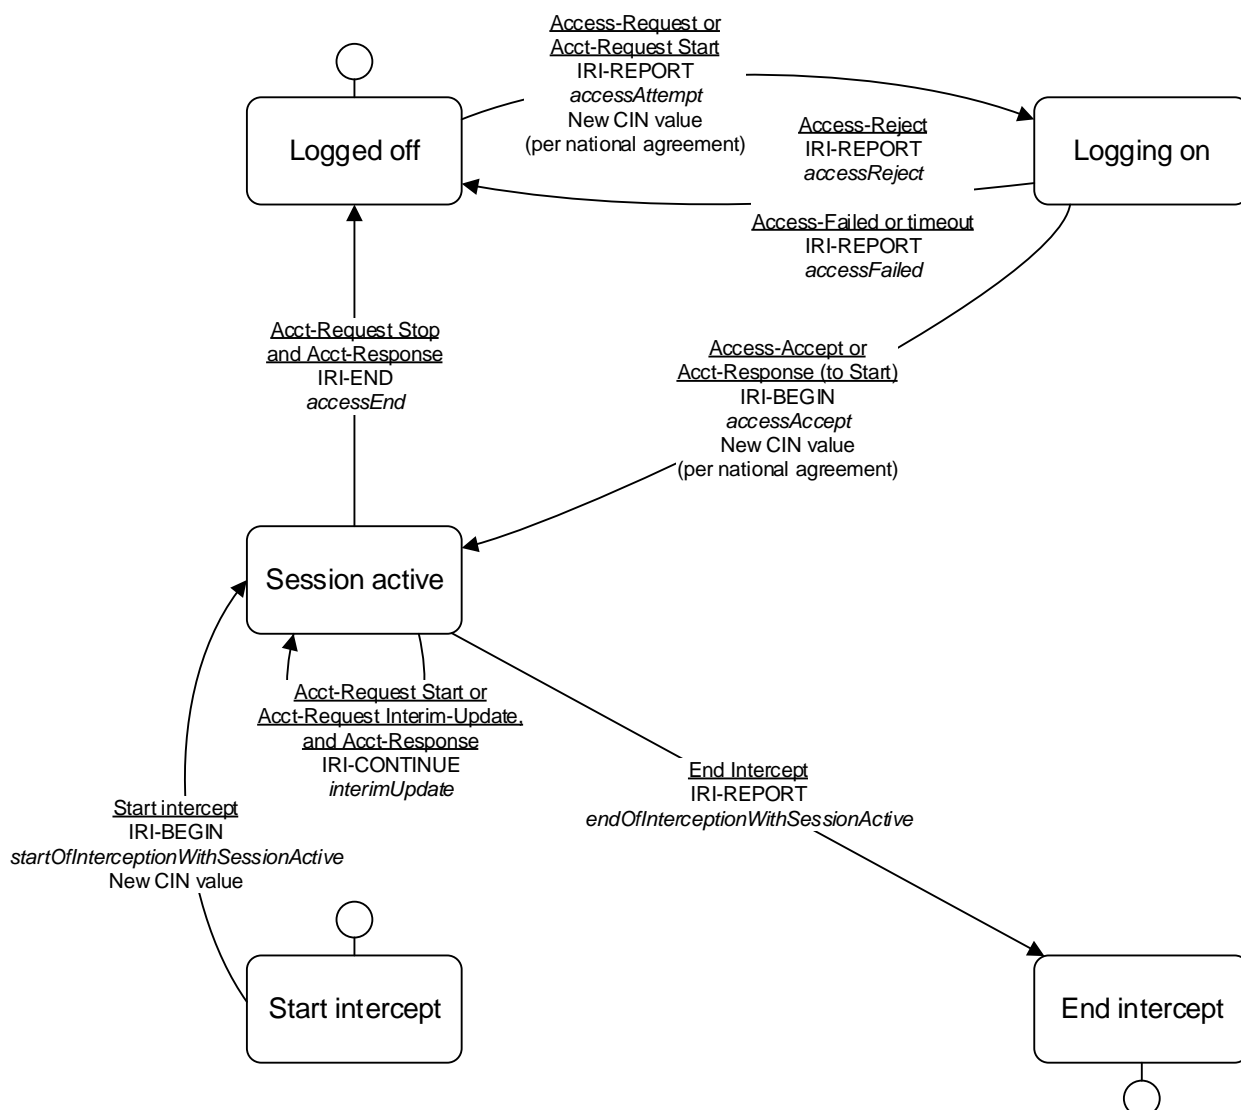 Access-Request or
Acct-Request Start
IRI-REPORT
accessAttempt
New CIN value
(per national agreement)
Logged off
Logging on
Access-Reject
IRI-REPORT
accessReject
Access-Failed or timeout
IRI-REPORT
accessFailed
Acct-Request Stop
and Acct-Response
IRI-END
accessEnd
Access-Accept or
Acct-Response (to Start)
IRI-BEGIN
accessAccept
New CIN value
(per national agreement)
Session active
Acct-Request Start or
Acct-Request Interim-Update,
and Acct-Response
IRI-CONTINUE
interimUpdate
End Intercept
IRI-REPORT
endOfInterceptionWithSessionActive
Start intercept
IRI-BEGIN
startOfInterceptionWithSessionActive
New CIN value
Start intercept
End intercept